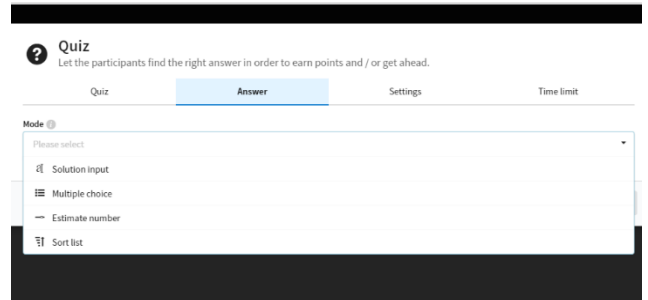 Quiz
Let the participants find the right answer in order to earn points and / or get ahead.
Quiz Answer Settings Time limit
Mode
Please select
Solution input
Multiple choice
Estimate number
Sort list